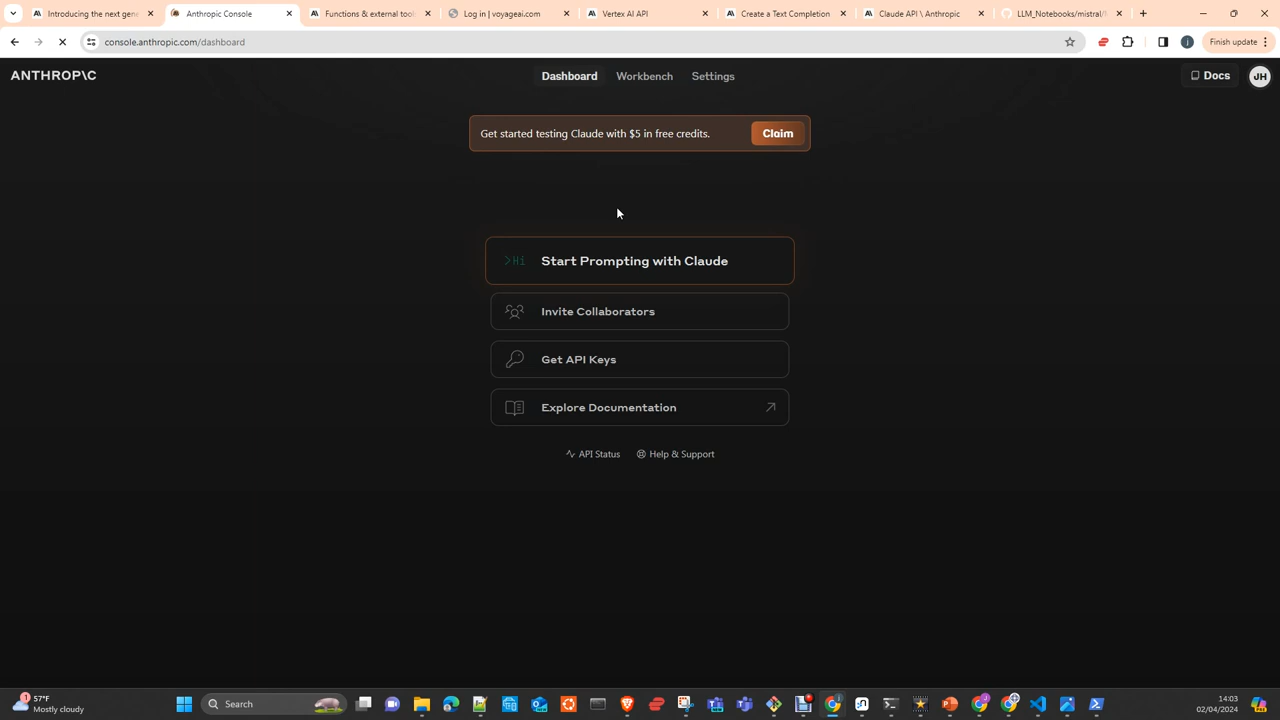 Introducing the next gene
Anthropic Console
Functions & external tool
Log in | voyageai.com
Vertex AI API
Create a Text Completion
Claude API \ Anthropic
LLM_Notebooks/mistral/
console.anthropic.com/dashboard
j
Finish update
ANTHROP\C
Dashboard
Workbench
Settings
Docs
JH
Get started testing Claude with $5 in free credits.
Claim
>Hi
Start Prompting with Claude
Invite Collaborators
Get API Keys
Explore Documentation
API Status
Help & Support
1
57°F
Mostly cloudy
Search
14:03
02/04/2024